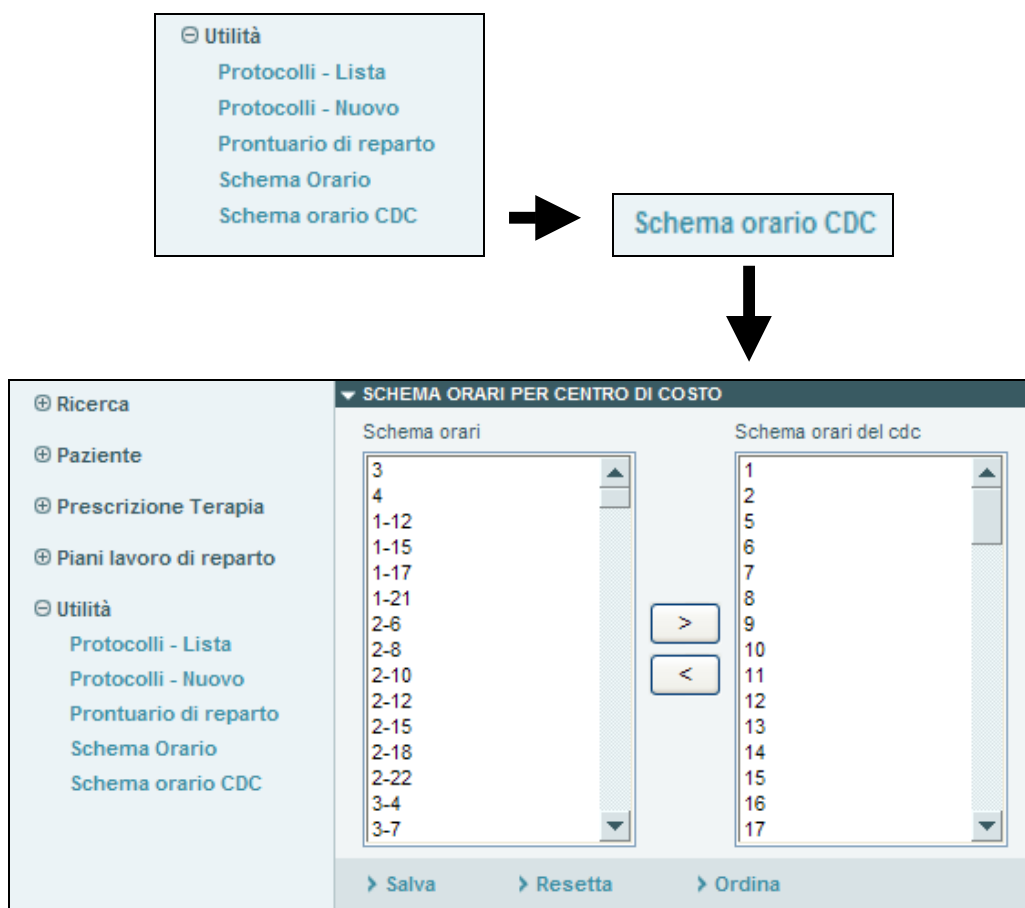 Utilità
Protocolli - Lista
Protocolli - Nuovo
Prontuario di reparto
Schema Orario
Schema orario CDC
Schema orario CDC
Ricerca
Paziente
Prescrizione Terapia
Piani lavoro di reparto
Utilità
Protocolli - Lista
Protocolli - Nuovo
Prontuario di reparto
Schema Orario
Schema orario CDC
SCHEMA ORARI PER CENTRO DI COSTO
Schema orari
3
4
1-12
1-15
1-17
1-21
2-6
2-8
2-10
2-12
2-15
2-18
2-22
3-4
3-7
>
<
Schema orari del cdc
1
2
5
6
7
8
9
10
11
12
13
14
15
16
17
> Salva > Resetta > Ordina